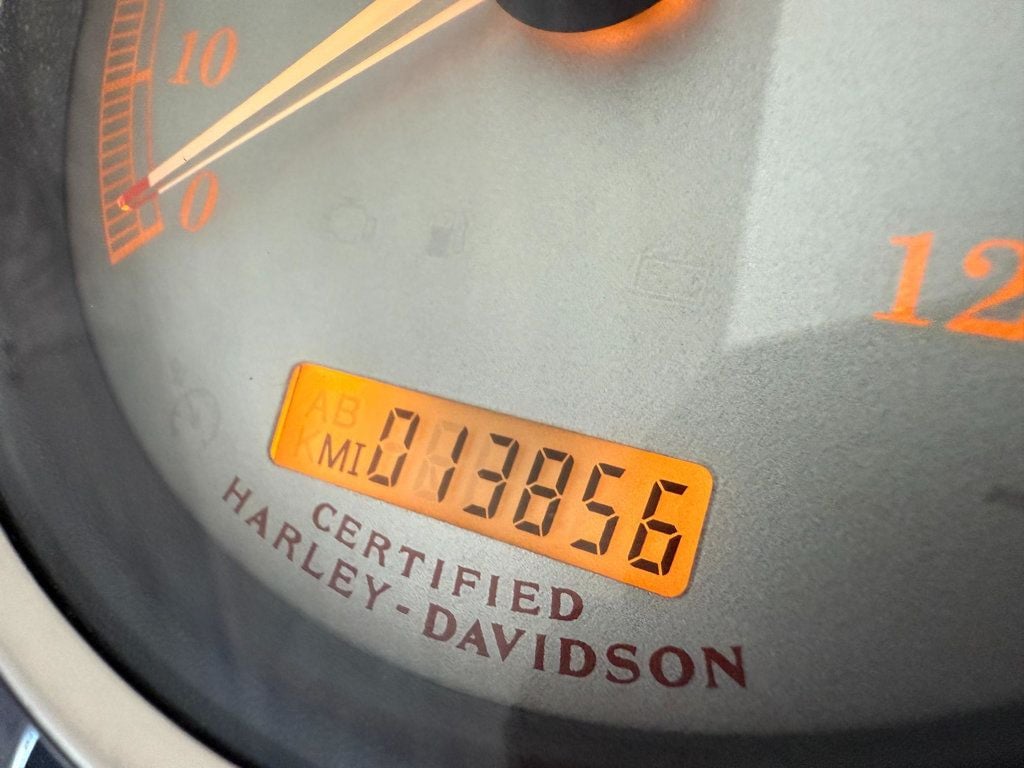 10
0
12
AB
KMI 013856
CERTIFIED
HARLEY-DAVIDSON